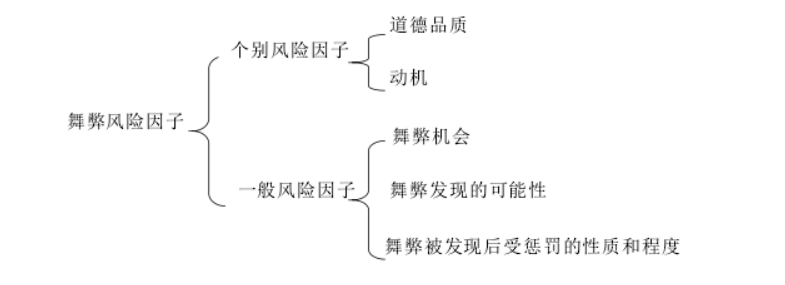 道德品质
个别风险因子
动机
舞弊风险因子
舞弊机会
一般风险因子
舞弊发现的可能性
舞弊被发现后受惩罚的性质和程度